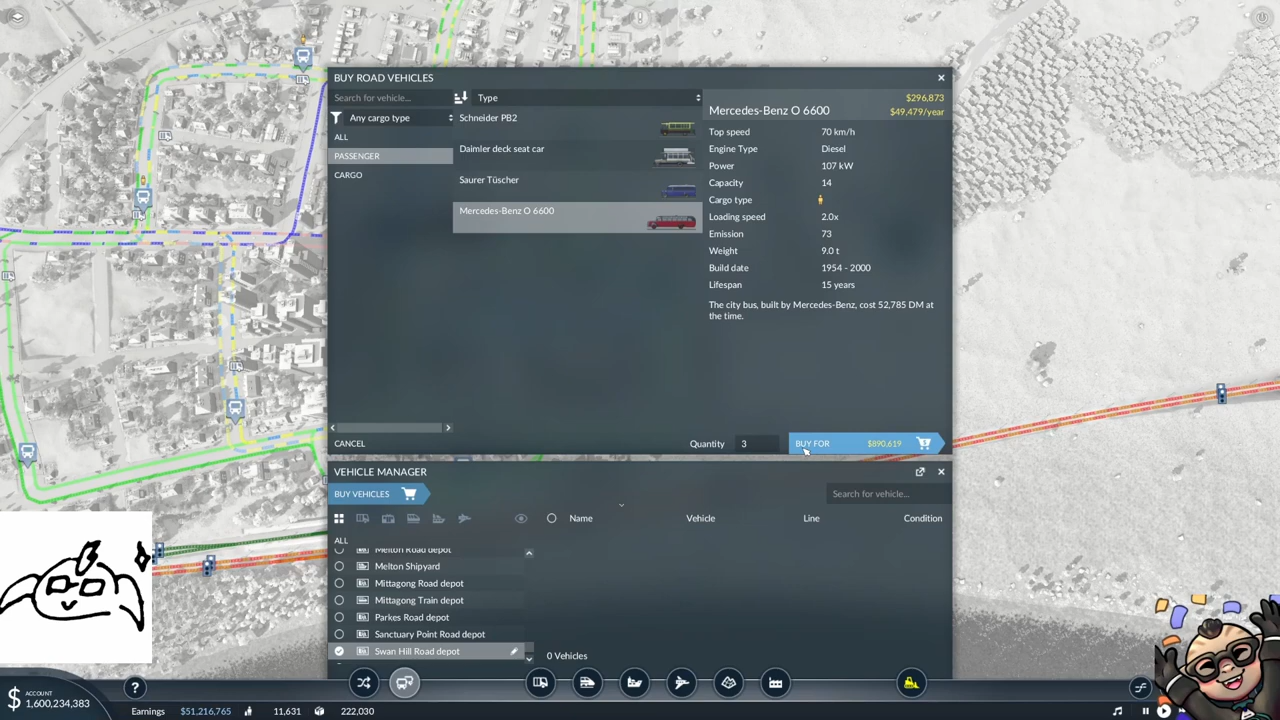 BUY ROAD VEHICLES
Search for vehicle...
Type
Any cargo type
ALL
PASSENGER
CARGO
Schneider PB2
Daimler deck seat car
Saurer Tüscher
Mercedes-Benz O 6600
$296,873
Mercedes-Benz O 6600
$49,479/year
Top speed 70 km/h
Engine Type Diesel
Power 107 kW
Capacity 14
Cargo type
Loading speed 2.0x
Emission 73
Weight 9.0 t
Build date 1954 - 2000
Lifespan 15 years
The city bus, built by Mercedes-Benz, cost 52,785 DM at
the time.
CANCEL
Quantity 3
BUY FOR $890,619
VEHICLE MANAGER
BUY VEHICLES
Search for vehicle...
Name Vehicle Line Condition
ALL
Melton Road depot
Melton Shipyard
Mittagong Road depot
Mittagong Train depot
Parkes Road depot
Sanctuary Point Road depot
Swan Hill Road depot
0 Vehicles
$ ACCOUNT
1,600,234,383
?
Earnings $51,216,765 11,631 222,030